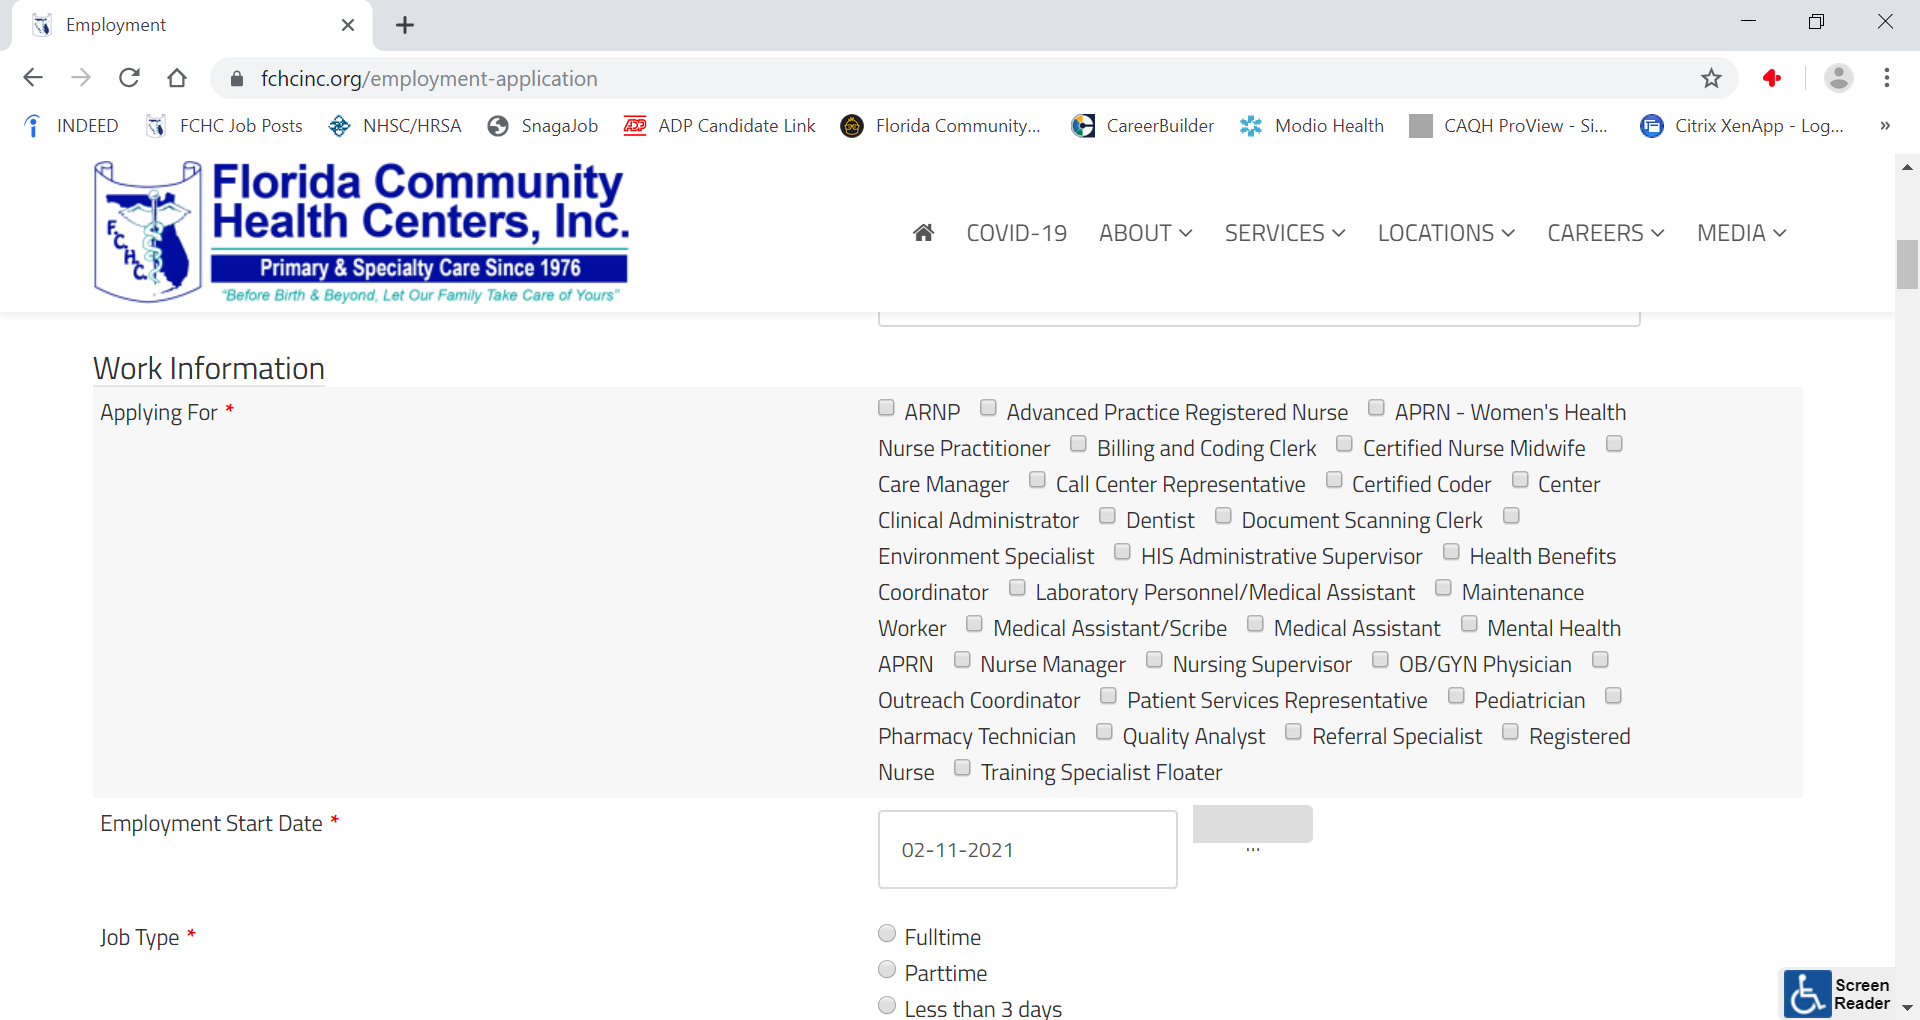 Employment
fchcinc.org/employment-application
INDEED FCHC Job Posts NHSC/HRSA SnagaJob ADP Candidate Link Florida Community... CareerBuilder Modio Health CAQH ProView - Si... Citrix XenApp - Log... »
Florida Community
Health Centers, Inc.
Primary & Specialty Care Since 1976
"Before Birth & Beyond, Let Our Family Take Care of Yours"
F.C.H.C.
COVID-19 ABOUT SERVICES LOCATIONS CAREERS MEDIA
Work Information
Applying For *
ARNP Advanced Practice Registered Nurse APRN - Women's Health
Nurse Practitioner Billing and Coding Clerk Certified Nurse Midwife
Care Manager Call Center Representative Certified Coder Center
Clinical Administrator Dentist Document Scanning Clerk
Environment Specialist HIS Administrative Supervisor Health Benefits
Coordinator Laboratory Personnel/Medical Assistant Maintenance
Worker Medical Assistant/Scribe Medical Assistant Mental Health
APRN Nurse Manager Nursing Supervisor OB/GYN Physician
Outreach Coordinator Patient Services Representative Pediatrician
Pharmacy Technician Quality Analyst Referral Specialist Registered
Nurse Training Specialist Floater
Employment Start Date *
02-11-2021
...
Job Type *
Fulltime
Parttime
Less than 3 days
Screen
Reader